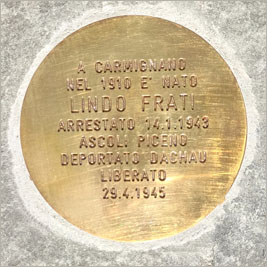 A CARMIGNANO
NEL 1910 E' NATO
LINDO FRATI
ARRESTATO 14.1.1943
ASCOLI PICENO
DEPORTATO DACHAU
LIBERATO
29.4.1945